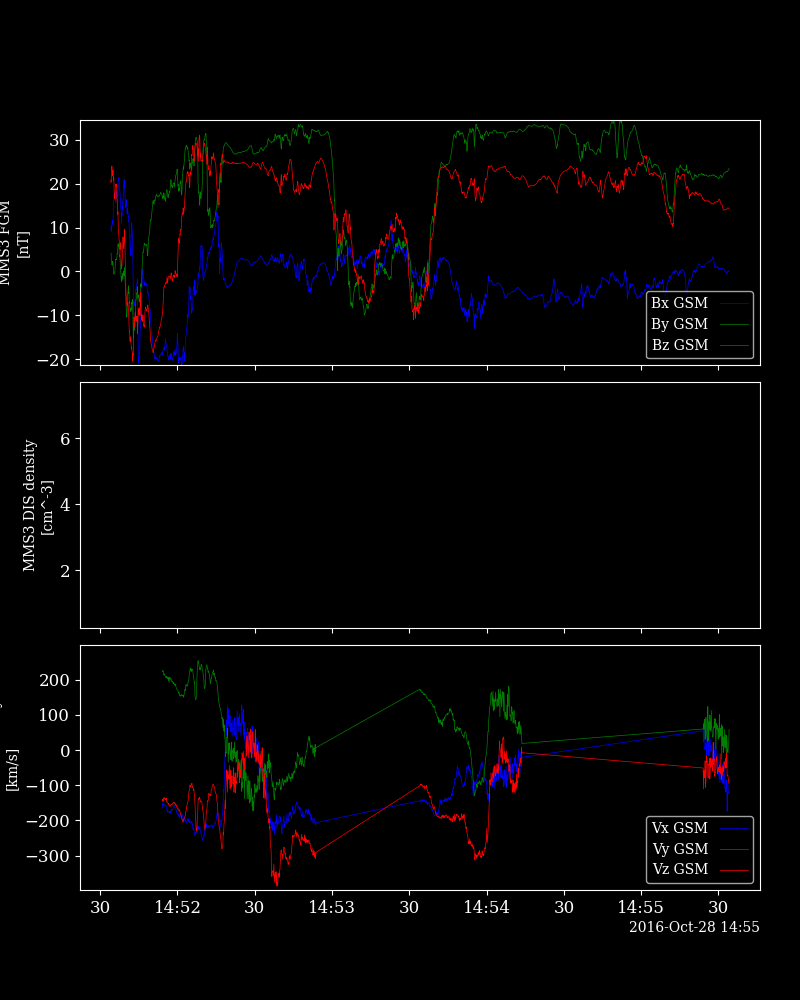 30
20
10
0
−10
−20
MMS3 FGM
[nT]
Bx GSM
By GSM
Bz GSM
6
4
2
MMS3 DIS density
[cm^-3]
200
100
0
−100
−200
−300
[km/s]
Vx GSM
Vy GSM
Vz GSM
30 14:52 30 14:53 30 14:54 30 14:55 30
2016-Oct-28 14:55